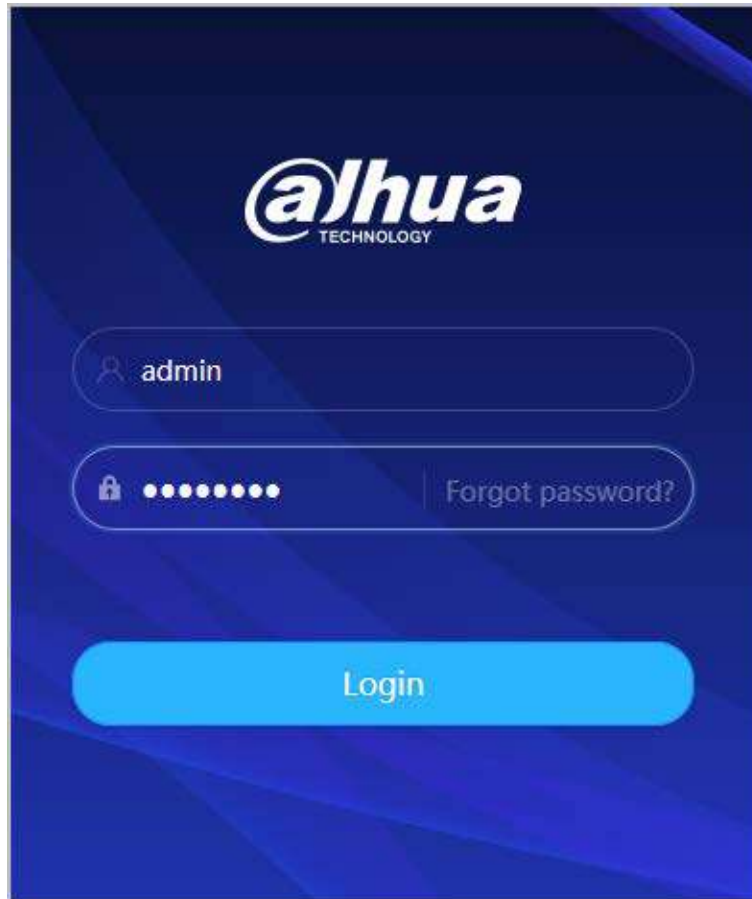 alhua
TECHNOLOGY
admin
••••••••
Forgot password?
Login